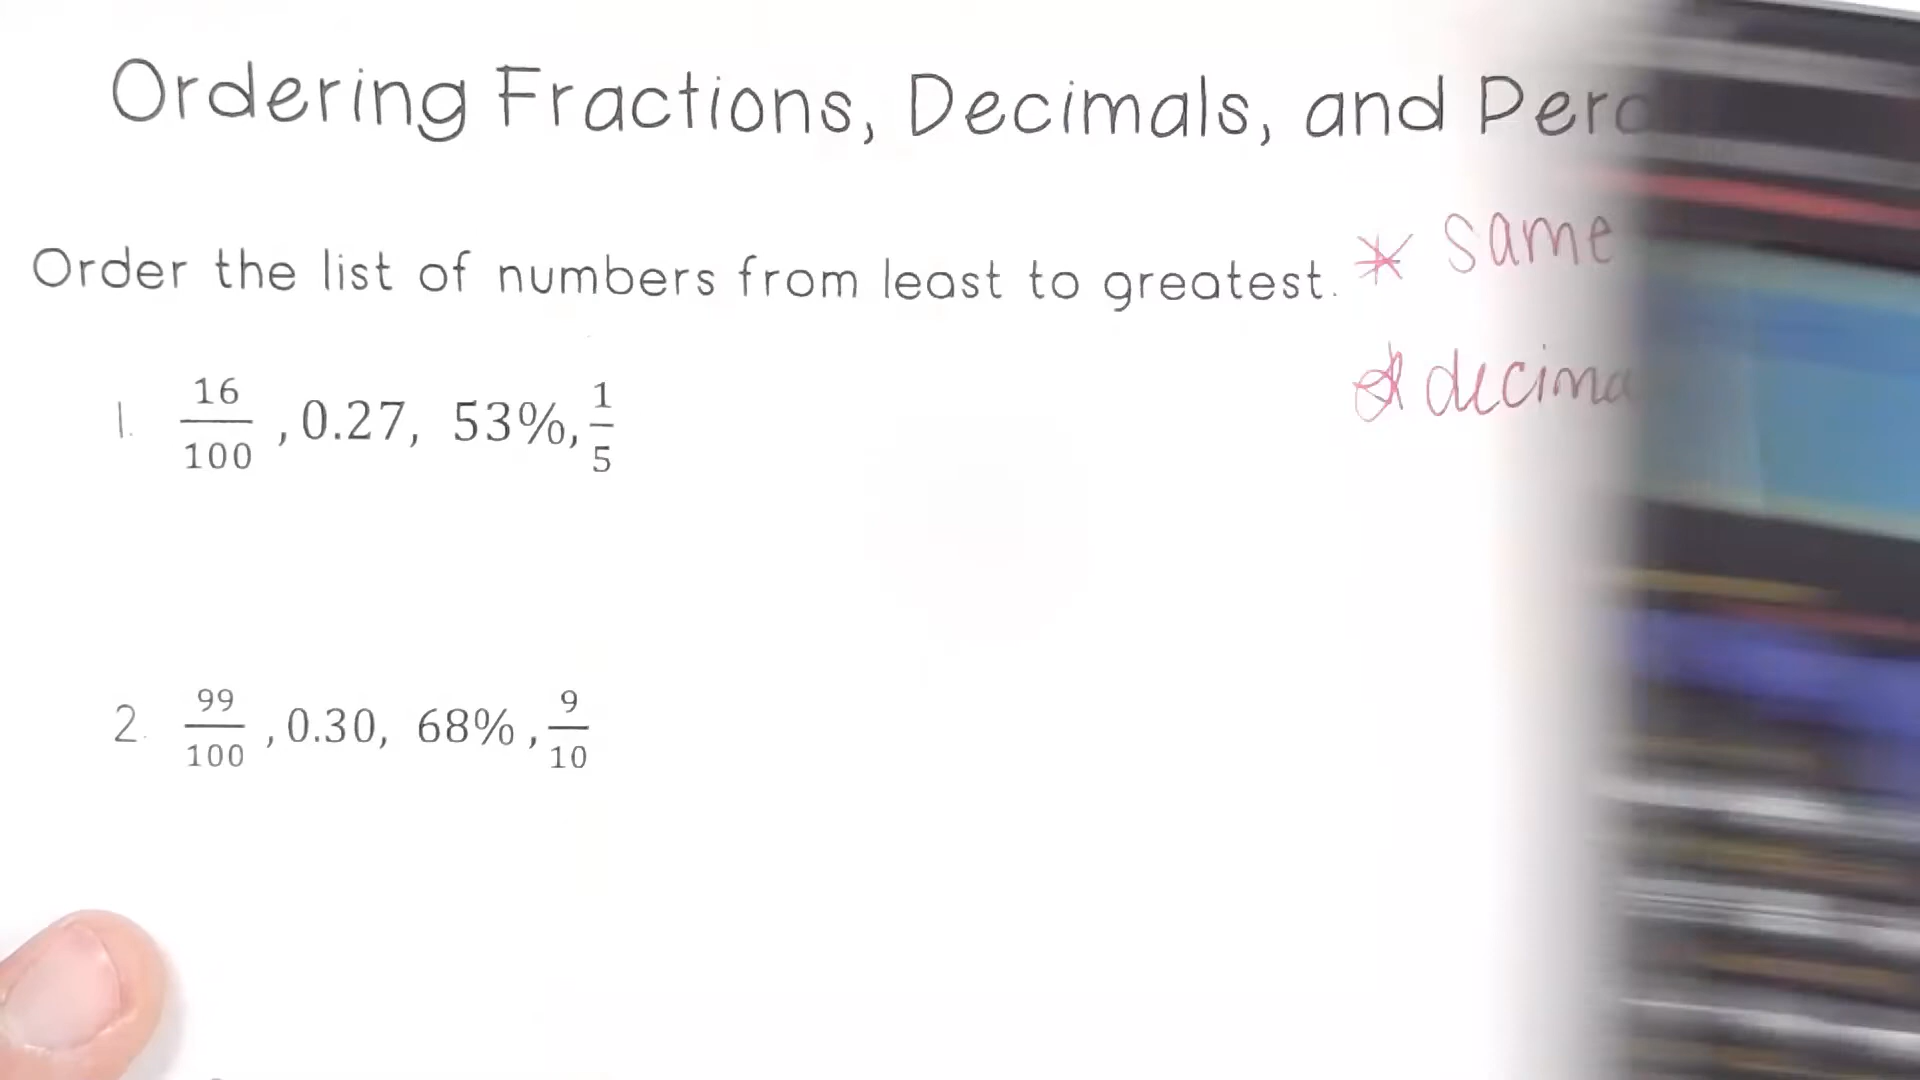 Ordering Fractions, Decimals, and Perc
Order the list of numbers from least to greatest. * same
* decima
1. 16/100, 0.27, 53%, 1/5
2. 99/100, 0.30, 68%, 9/10